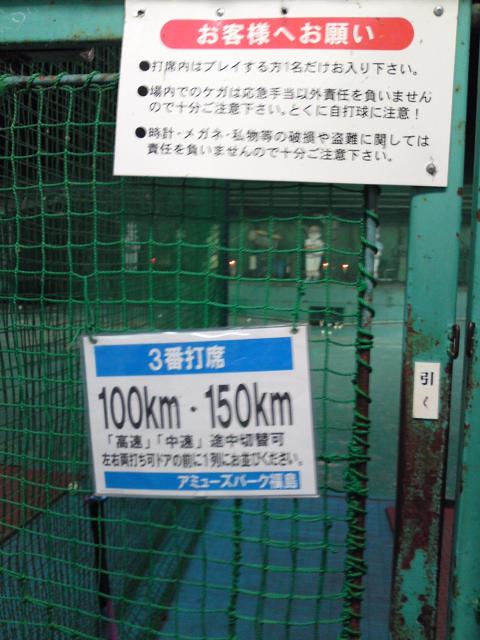 お客様へお願い
●打席内はプレイする方1名だけお入り下さい。
●場内でのケガは応急手当以外責任を負いません
ので十分ご注意下さい。とくに自打球に注意!
●時計・メガネ・私物等の破損や盗難に関しては
責任を負いませんので十分ご注意下さい。
3番打席
100km・150km
「高速」「中速」途中切替可
左右両打ち可ドアの前に1列にお並びください。
アミューズパーク福島
引く